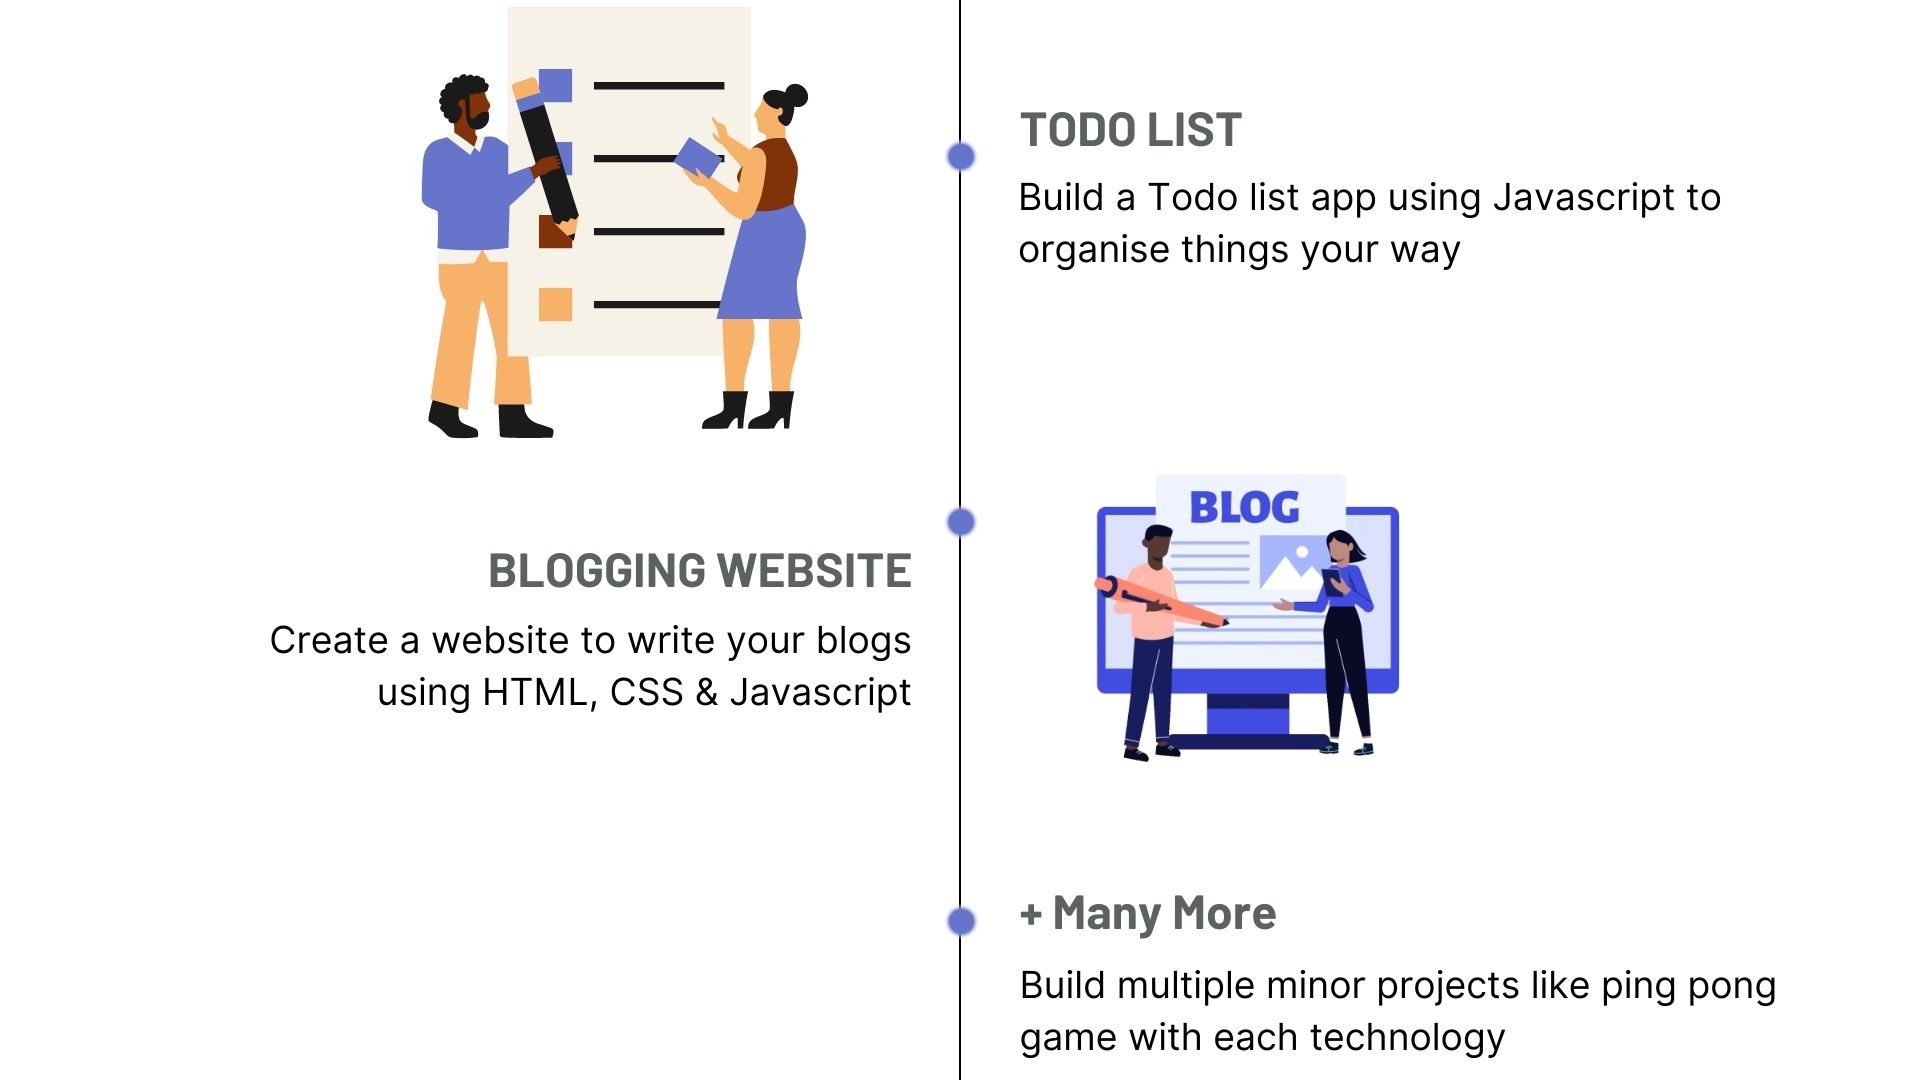 TODO LIST
Build a Todo list app using Javascript to
organise things your way
BLOG
BLOGGING WEBSITE
Create a website to write your blogs
using HTML, CSS & Javascript
+ Many More
Build multiple minor projects like ping pong
game with each technology